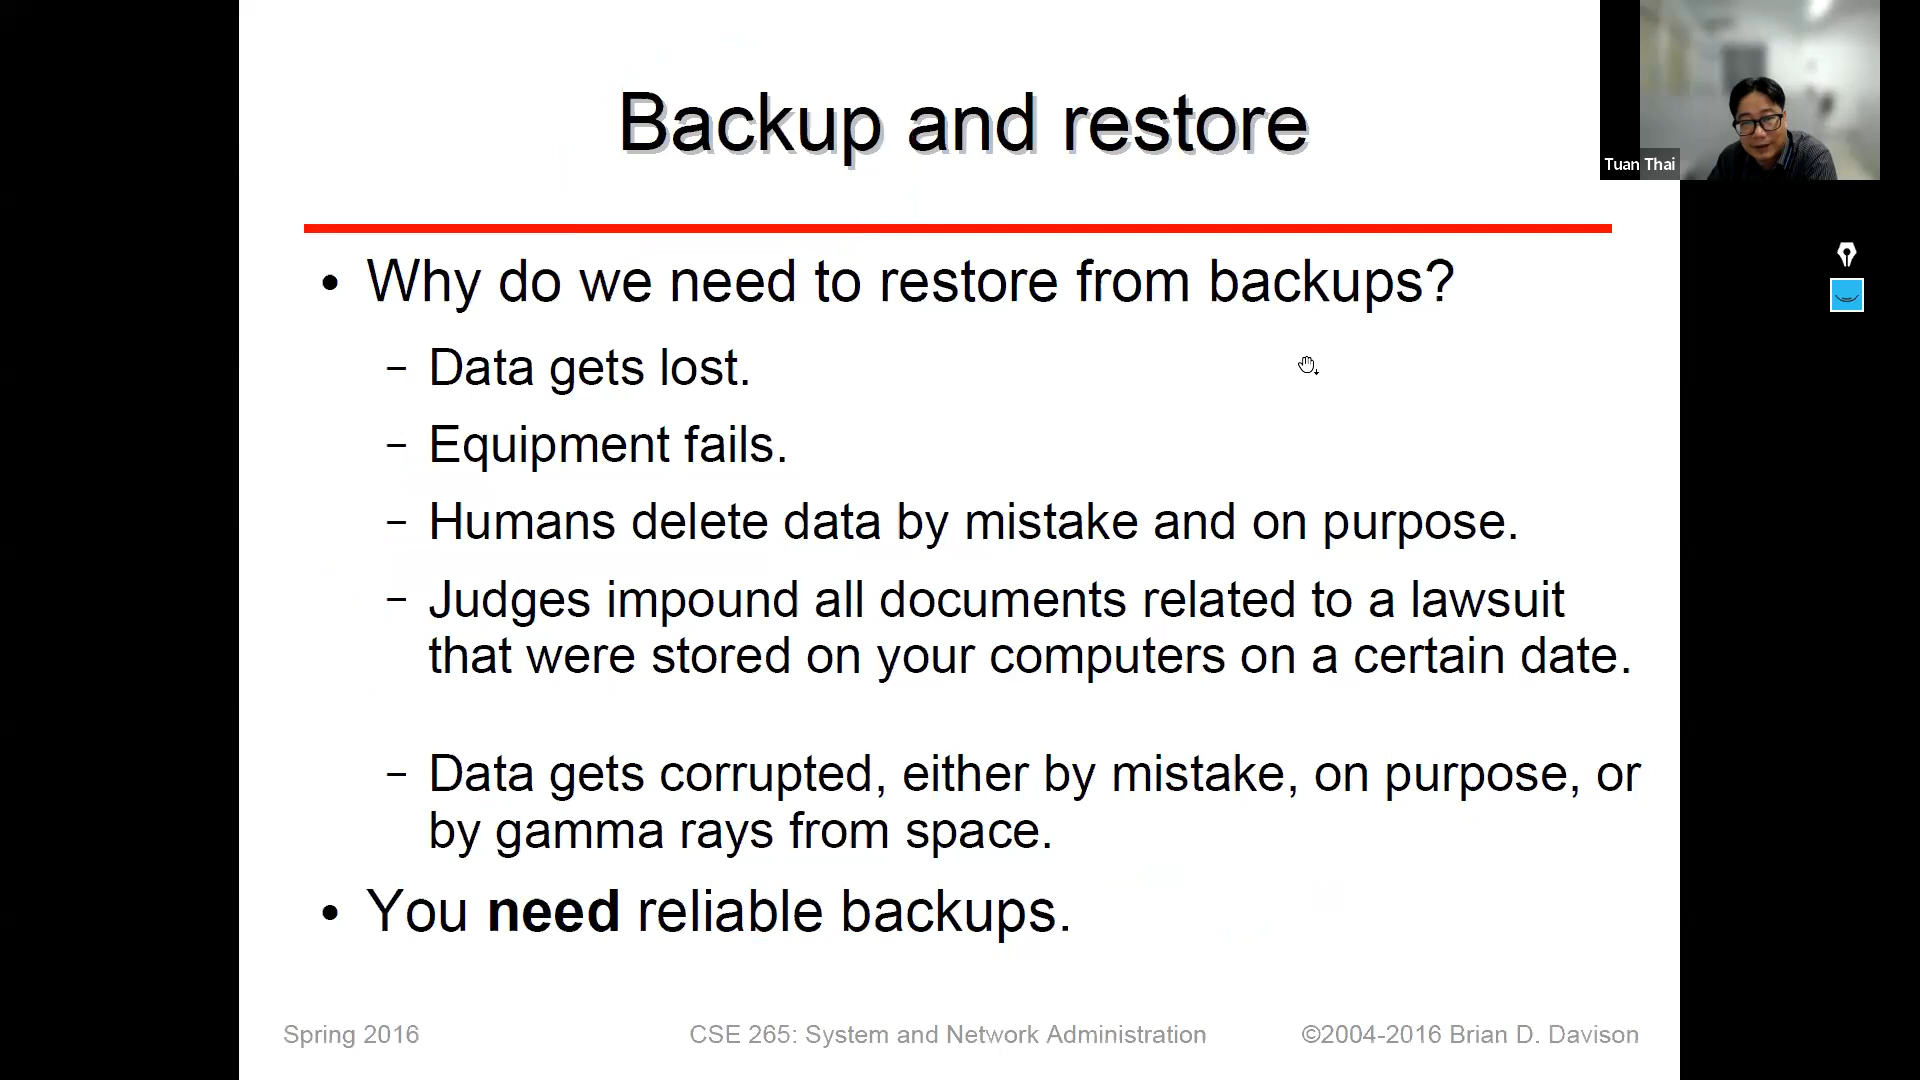 Backup and restore
Tuan Thai
• Why do we need to restore from backups?
– Data gets lost.
– Equipment fails.
– Humans delete data by mistake and on purpose.
– Judges impound all documents related to a lawsuit
that were stored on your computers on a certain date.
– Data gets corrupted, either by mistake, on purpose, or
by gamma rays from space.
• You need reliable backups.
Spring 2016
CSE 265: System and Network Administration
©2004-2016 Brian D. Davison